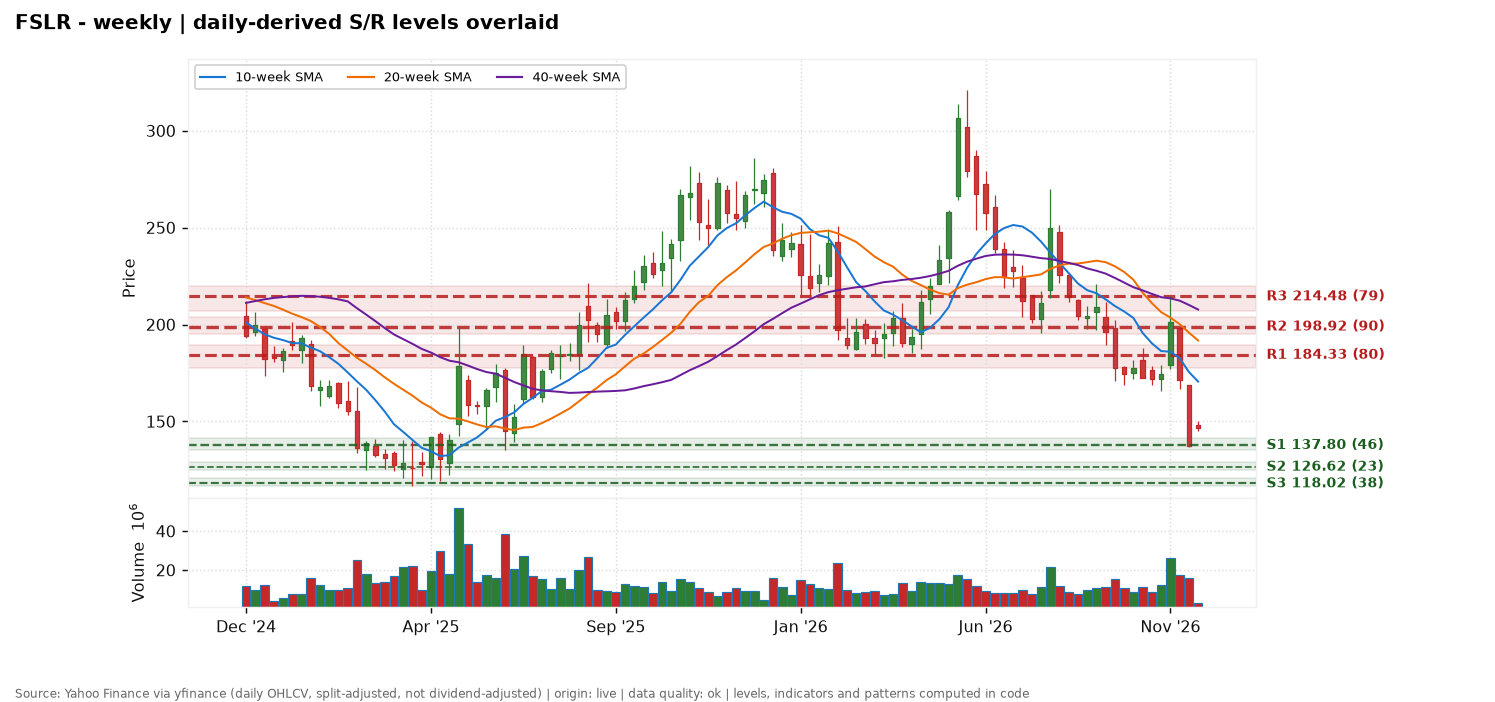 FSLR - weekly | daily-derived S/R levels overlaid
10-week SMA
20-week SMA
40-week SMA
Price
300
250
200
150
R3 214.48 (79)
R2 198.92 (90)
R1 184.33 (80)
S1 137.80 (46)
S2 126.62 (23)
S3 118.02 (38)
Volume 10⁶
40
20
Dec '24
Apr '25
Sep '25
Jan '26
Jun '26
Nov '26
Source: Yahoo Finance via yfinance (daily OHLCV, split-adjusted, not dividend-adjusted) | origin: live | data quality: ok | levels, indicators and patterns computed in code